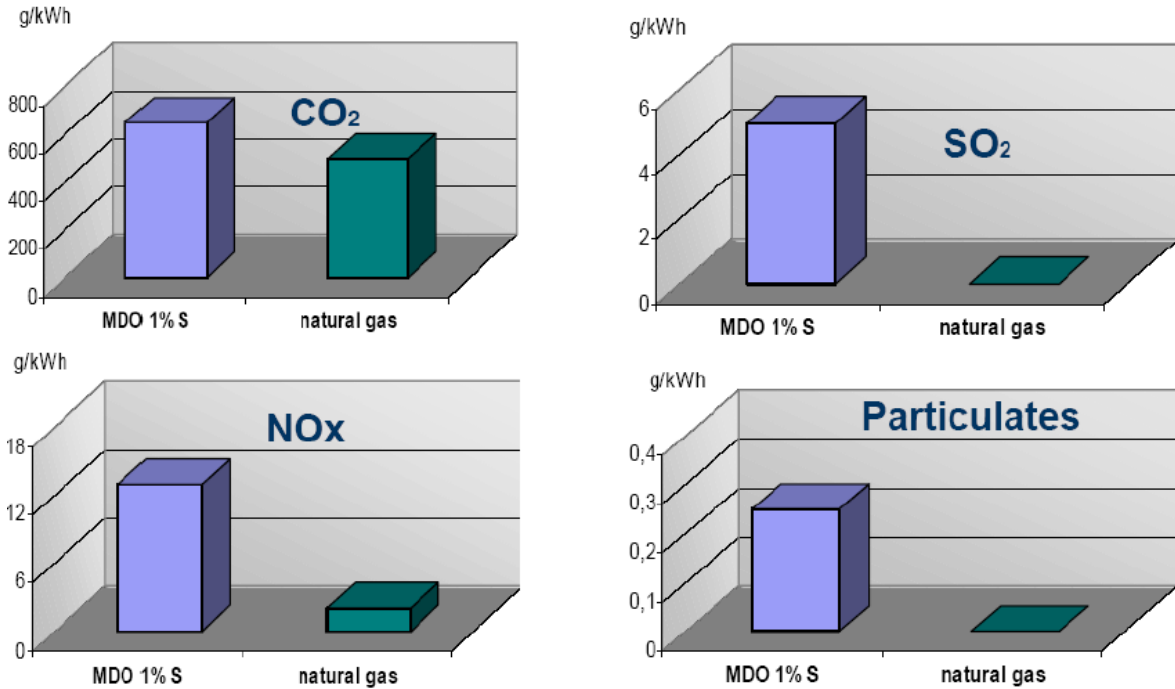 g/kWh
CO₂
800
600
400
200
0
MDO 1% S
natural gas
g/kWh
SO₂
6
4
2
0
MDO 1% S
natural gas
g/kWh
NOx
18
12
6
0
MDO 1% S
natural gas
g/kWh
Particulates
0,4
0,3
0,2
0,1
0
MDO 1% S
natural gas